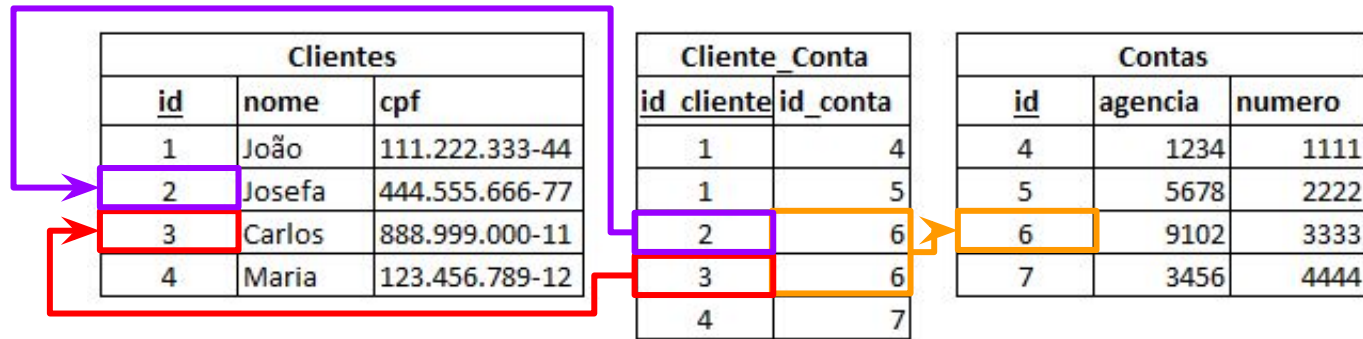 Clientes
id nome cpf
1 João 111.222.333-44
2 Josefa 444.555.666-77
3 Carlos 888.999.000-11
4 Maria 123.456.789-12
Cliente_Conta
id_cliente id_conta
1 4
1 5
2 6
3 6
4 7
Contas
id agencia numero
4 1234 1111
5 5678 2222
6 9102 3333
7 3456 4444